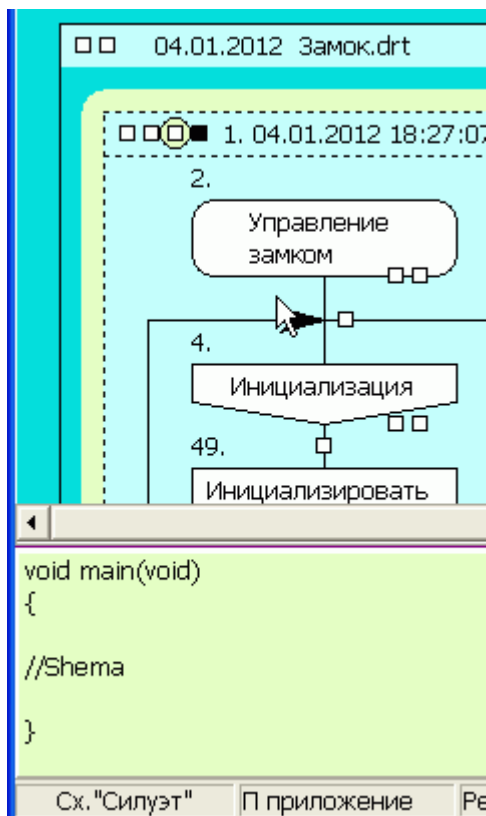 04.01.2012 Замок.drt
1. 04.01.2012 18:27:07
2.
Управление
замком
4.
Инициализация
49.
Инициализировать
void main(void)
{
//Shema
}
Сх."Силуэт" П приложение Ре